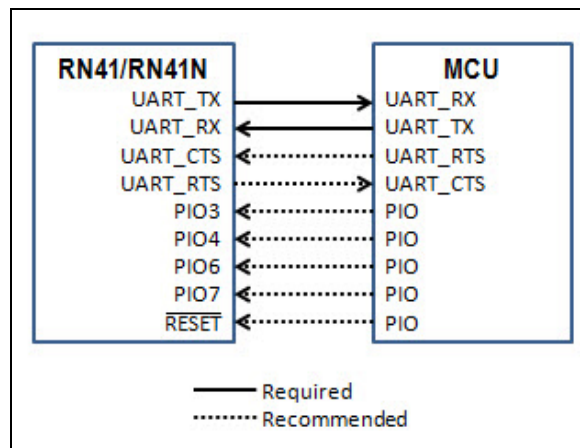 RN41/RN41N MCU
UART_TX UART_RX
UART_RX UART_TX
UART_CTS UART_RTS
UART_RTS UART_CTS
PIO3 PIO
PIO4 PIO
PIO6 PIO
PIO7 PIO
RESET PIO
Required
Recommended